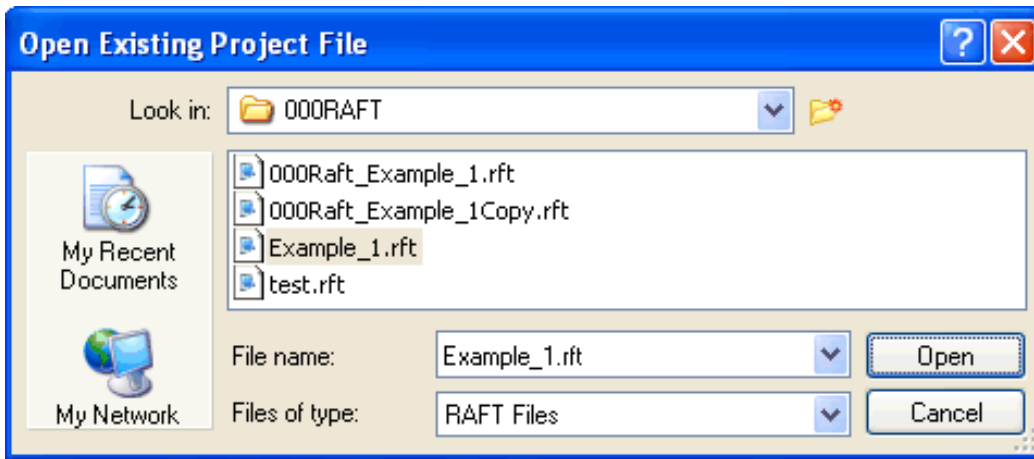 Open Existing Project File
Look in: 000RAFT
000Raft_Example_1.rft
000Raft_Example_1Copy.rft
Example_1.rft
test.rft
My Recent
Documents
My Network
File name: Example_1.rft Open
Files of type: RAFT Files Cancel